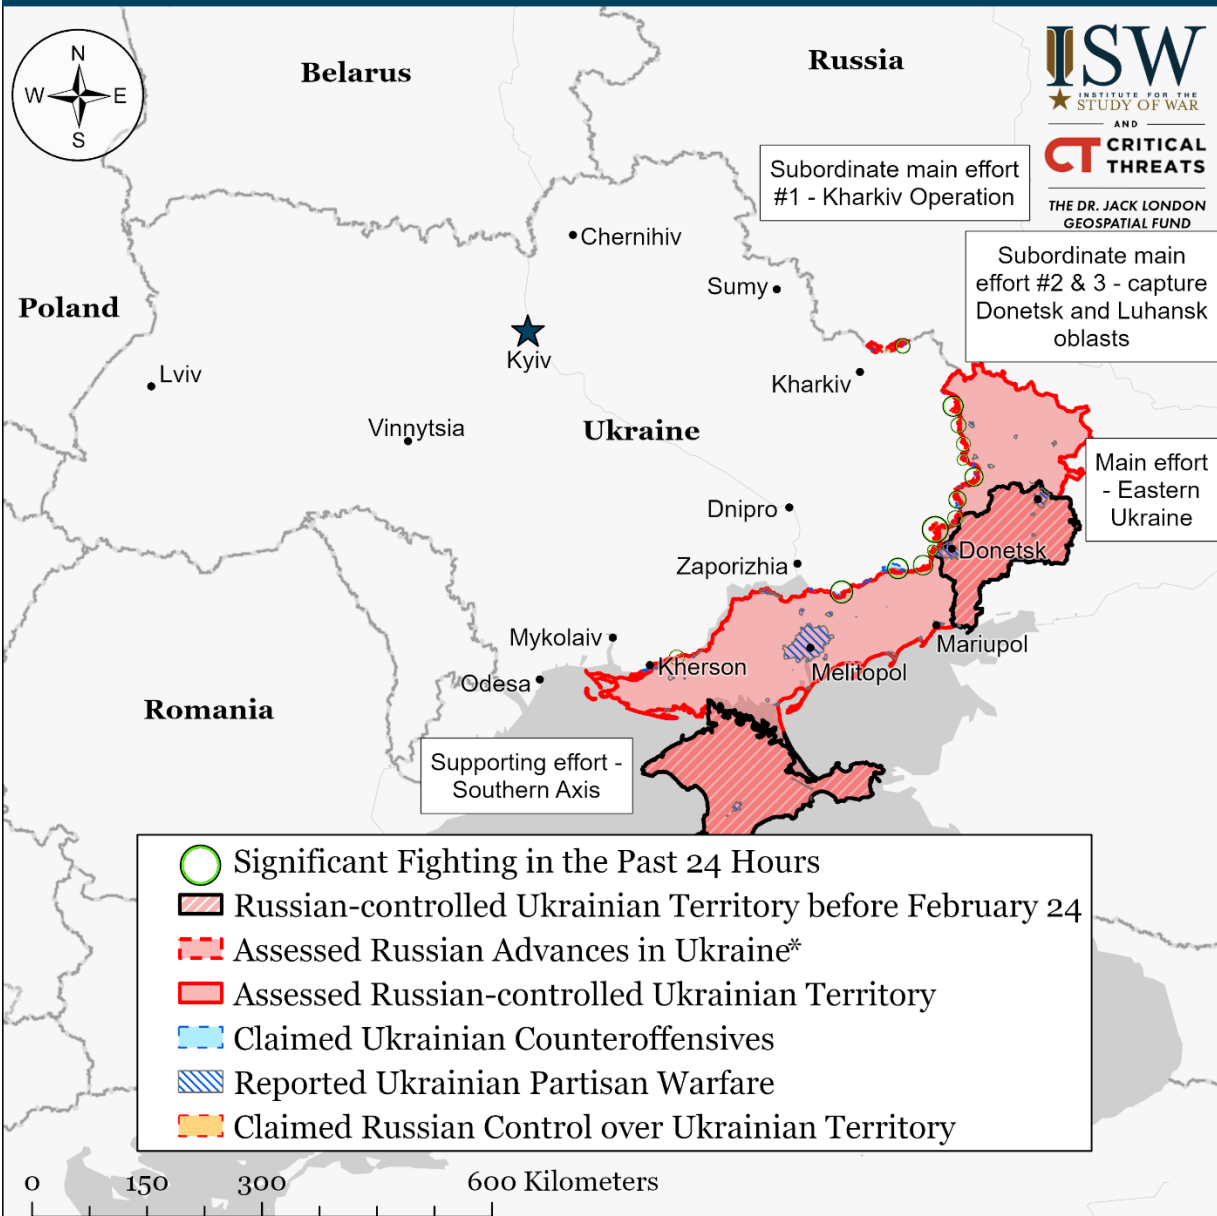 N
W
E
S
Belarus
Russia
ISW
INSTITUTE FOR THE
STUDY OF WAR
AND
CT CRITICAL
THREATS
THE DR. JACK LONDON
GEOSPATIAL FUND
Subordinate main effort
#1 - Kharkiv Operation
Subordinate main
effort #2 & 3 - capture
Donetsk and Luhansk
oblasts
Chernihiv
Sumy
Poland
Kyiv
Lviv
Kharkiv
Vinnytsia
Ukraine
Main effort
- Eastern
Ukraine
Dnipro
Donetsk
Zaporizhia
Mykolaiv
Mariupol
Kherson
Melitopol
Odesa
Romania
Supporting effort -
Southern Axis
Significant Fighting in the Past 24 Hours
Russian-controlled Ukrainian Territory before February 24
Assessed Russian Advances in Ukraine*
Assessed Russian-controlled Ukrainian Territory
Claimed Ukrainian Counteroffensives
Reported Ukrainian Partisan Warfare
Claimed Russian Control over Ukrainian Territory
0 150 300 600 Kilometers